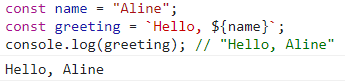 const name = "Aline";
const greeting = `Hello, ${name}`;
console.log(greeting); // "Hello, Aline"
Hello, Aline